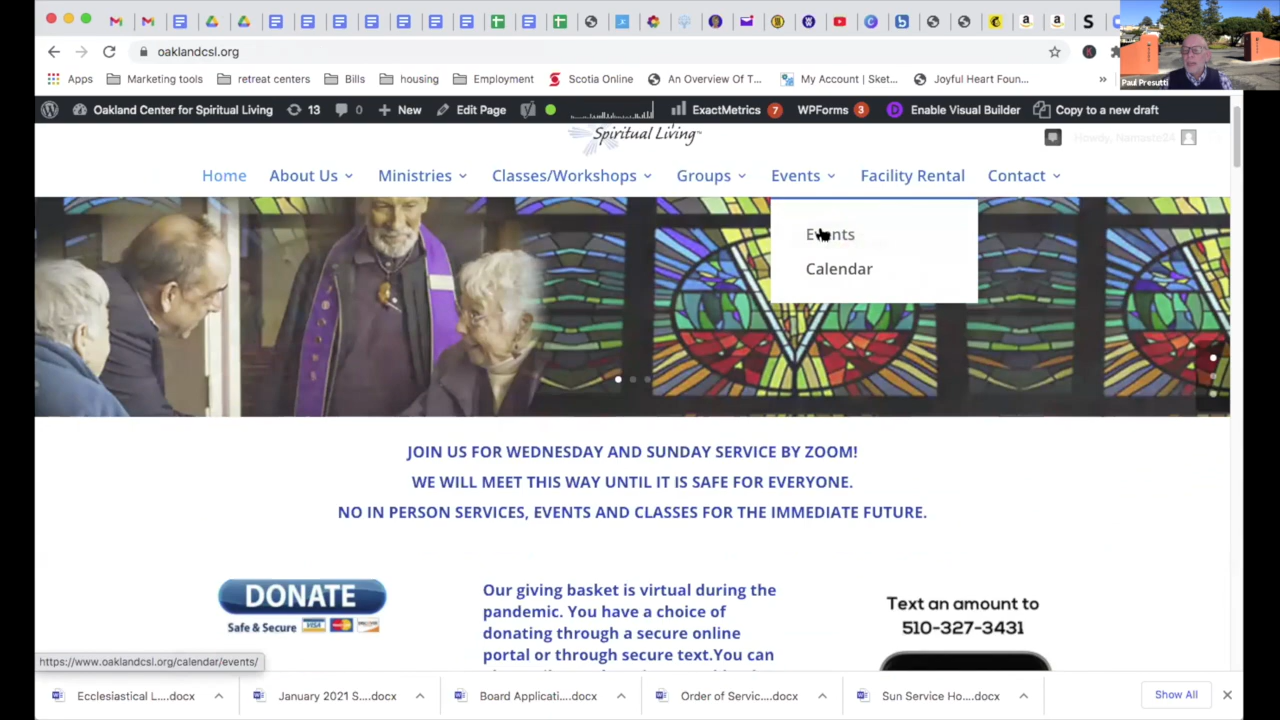 oaklandcsl.org
Paul Presutti
Apps Marketing tools retreat centers Bills housing Employment Scotia Online An Overview Of T... My Account | Sket... Joyful Heart Foun... »
Oakland Center for Spiritual Living 13 0 New Edit Page ExactMetrics 7 WPForms 3 Enable Visual Builder Copy to a new draft
Spiritual Living™
Howdy, Namaste24
Home About Us Ministries Classes/Workshops Groups Events Facility Rental Contact
Events
Calendar
JOIN US FOR WEDNESDAY AND SUNDAY SERVICE BY ZOOM!
WE WILL MEET THIS WAY UNTIL IT IS SAFE FOR EVERYONE.
NO IN PERSON SERVICES, EVENTS AND CLASSES FOR THE IMMEDIATE FUTURE.
DONATE
Safe & Secure VISA
Our giving basket is virtual during the
pandemic. You have a choice of
donating through a secure online
portal or through secure text.You can
Text an amount to
510-327-3431
https://www.oaklandcsl.org/calendar/events/
Ecclesiastical L....docx January 2021 S....docx Board Applicati....docx Order of Servic....docx Sun Service Ho....docx Show All